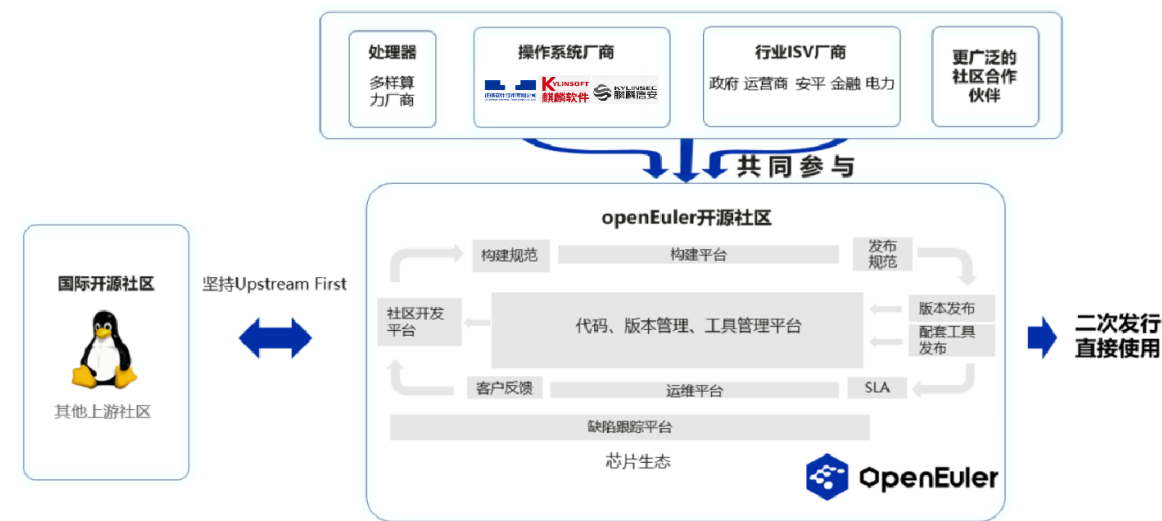 处理器
多样算
力厂商
操作系统厂商
KYLINSOFT
麒麟软件
KYLINSEC
麒麟信安
行业ISV厂商
政府 运营商 安平 金融 电力
更广泛的
社区合作
伙伴
共同参与
国际开源社区
其他上游社区
坚持Upstream First
openEuler开源社区
构建规范
构建平台
发布
规范
社区开发
平台
代码、版本管理、工具管理平台
版本发布
配套工具
发布
客户反馈
运维平台
SLA
缺陷跟踪平台
芯片生态
OpenEuler
二次发行
直接使用